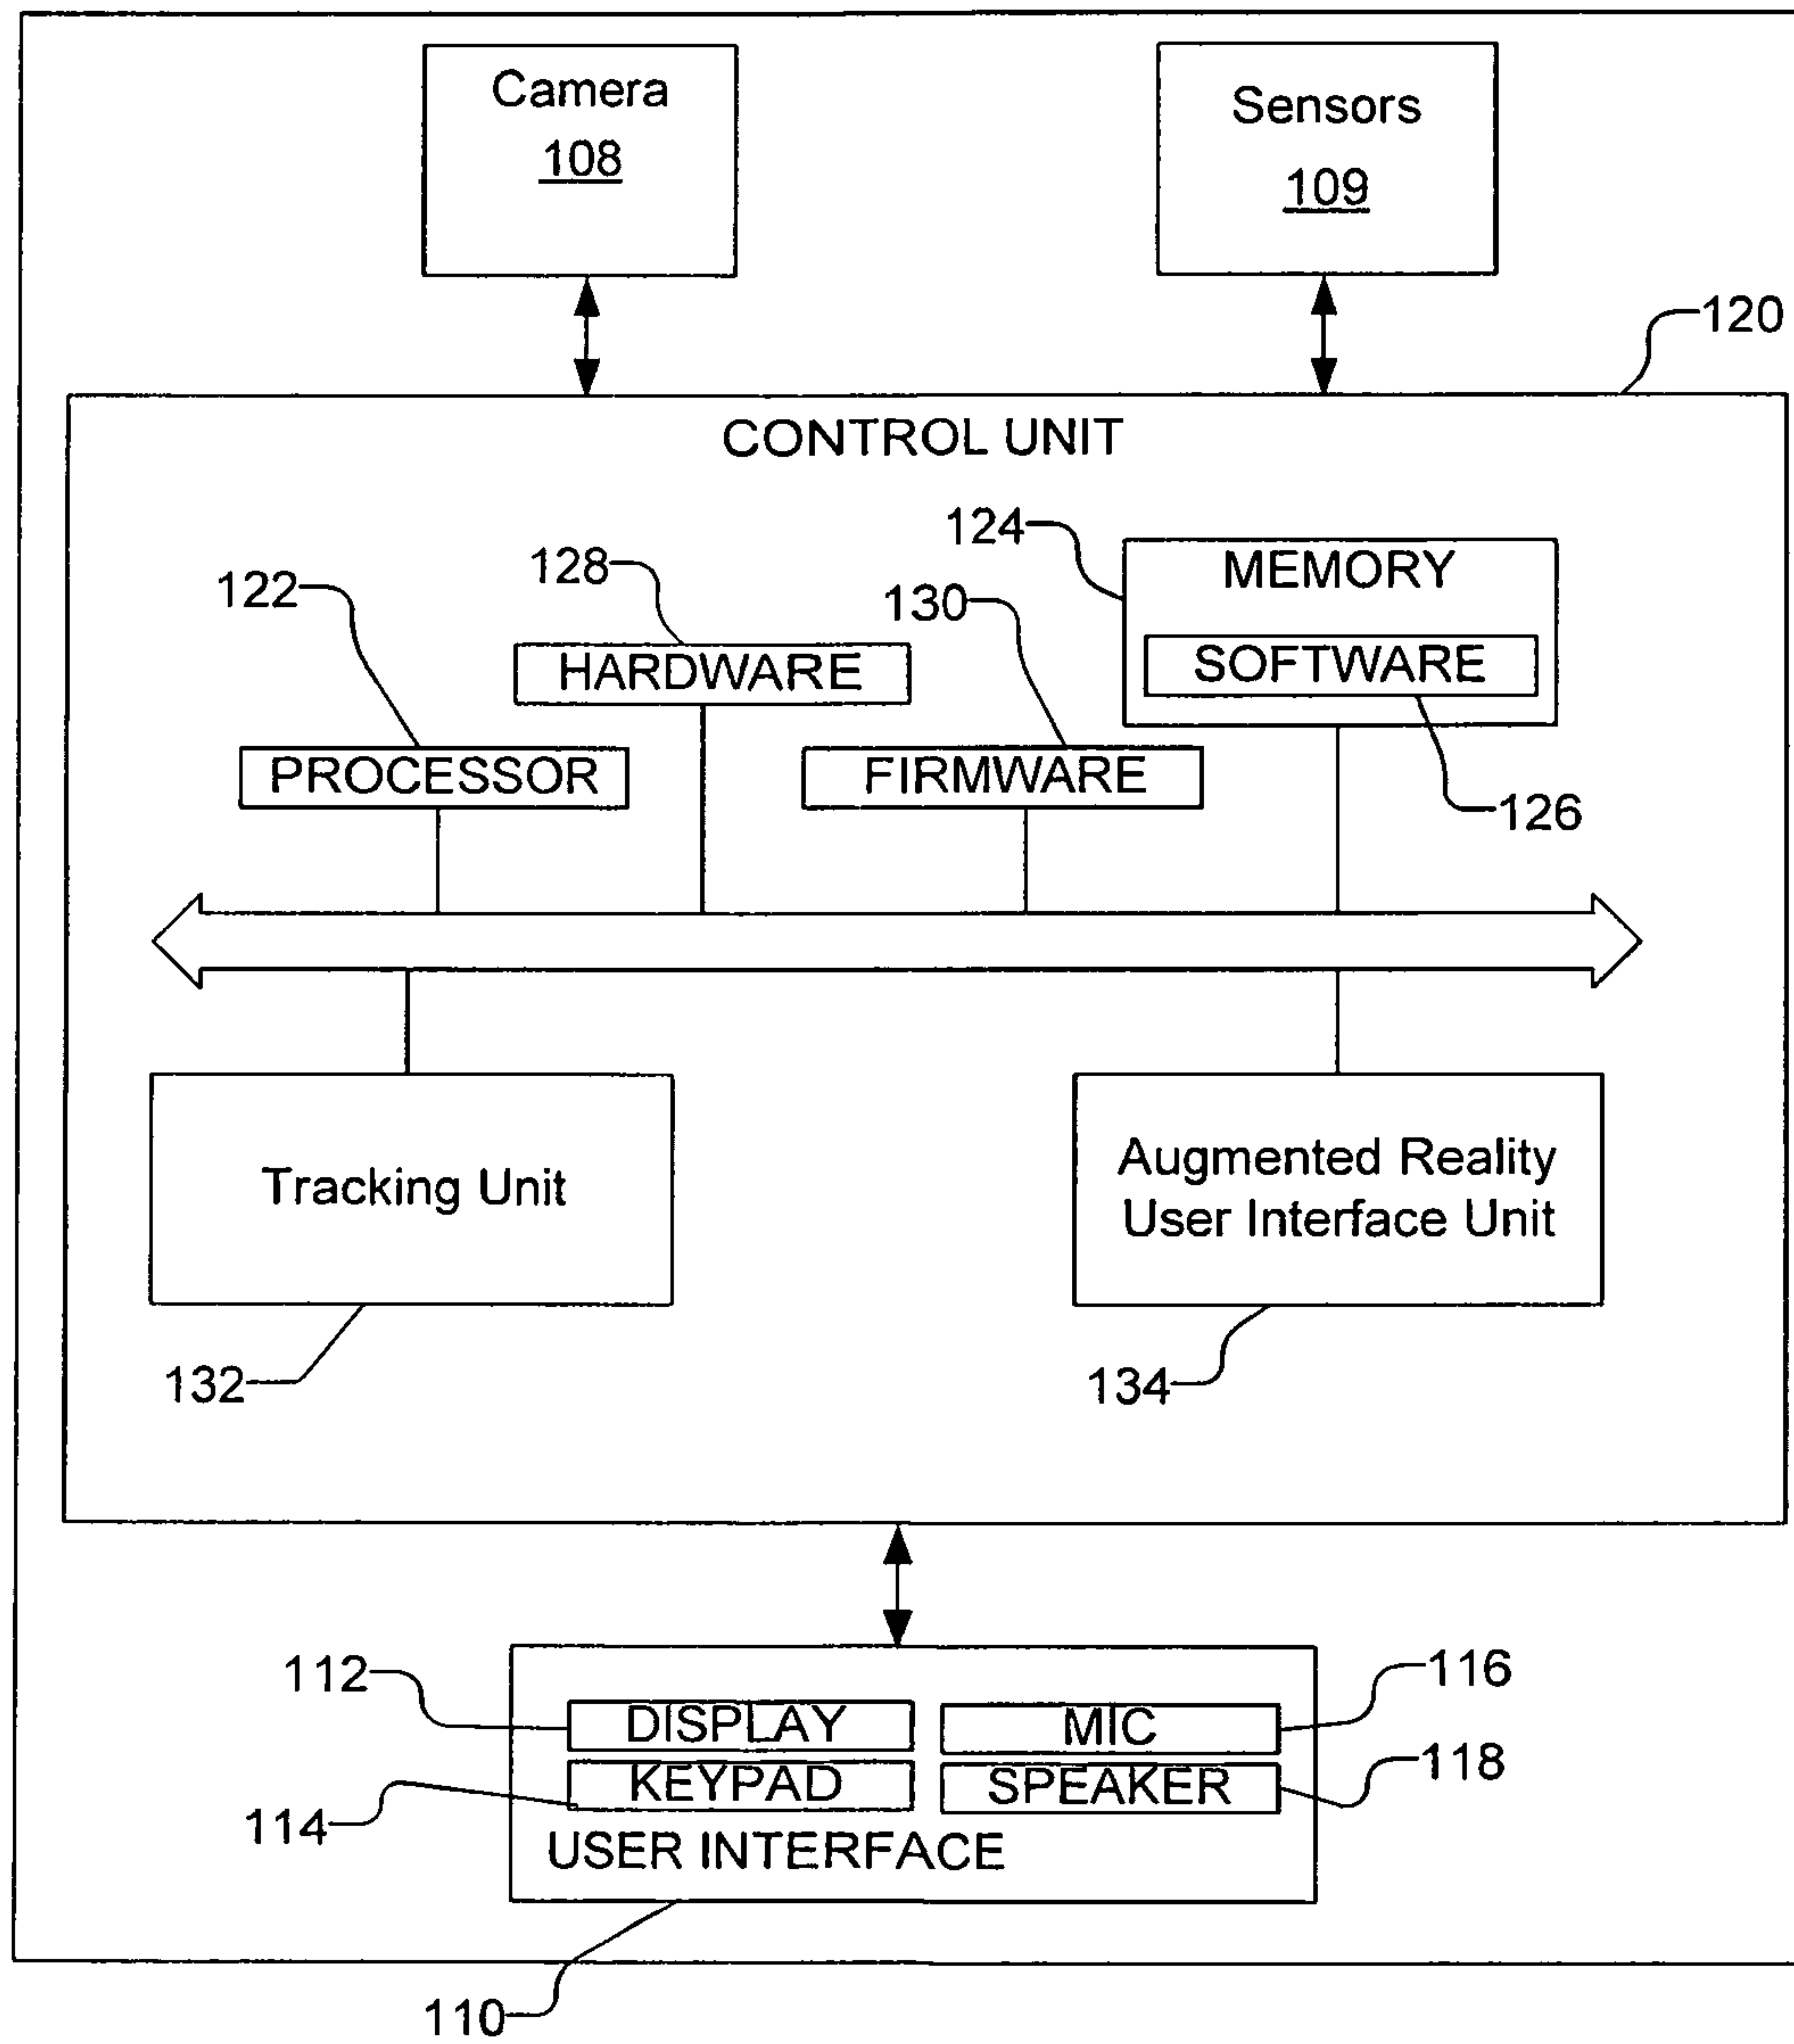 Camera
108
Sensors
109
120
CONTROL UNIT
124
MEMORY
128
122
130
HARDWARE
SOFTWARE
PROCESSOR
FIRMWARE
126
Tracking Unit
Augmented Reality
User Interface Unit
132
134
112
116
DISPLAY
MIC
118
KEYPAD
SPEAKER
114
USER INTERFACE
110